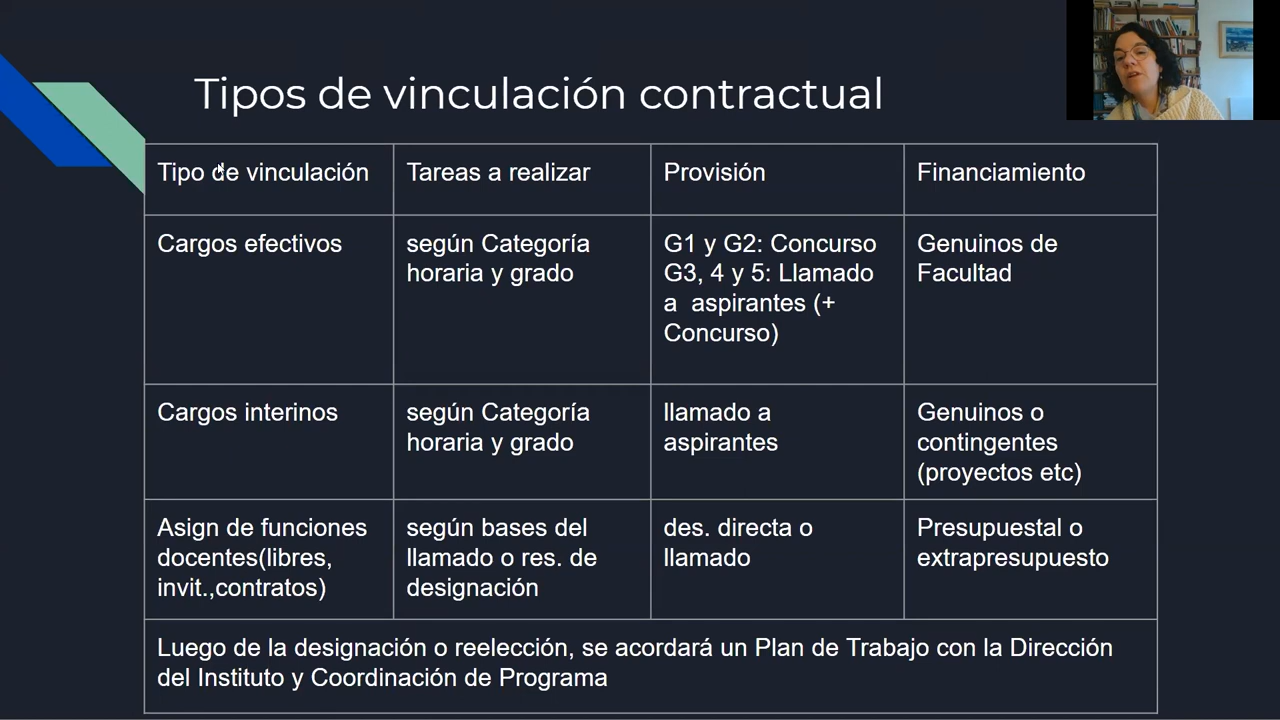 Tipos de vinculación contractual
Tipo de vinculación
Tareas a realizar
Provisión
Financiamiento
Cargos efectivos
según Categoría
horaria y grado
G1 y G2: Concurso
G3, 4 y 5: Llamado
a aspirantes (+
Concurso)
Genuinos de
Facultad
Cargos interinos
según Categoría
horaria y grado
llamado a
aspirantes
Genuinos o
contingentes
(proyectos etc)
Asign de funciones
docentes(libres,
invit.,contratos)
según bases del
llamado o res. de
designación
des. directa o
llamado
Presupuestal o
extrapresupuesto
Luego de la designación o reelección, se acordará un Plan de Trabajo con la Dirección
del Instituto y Coordinación de Programa